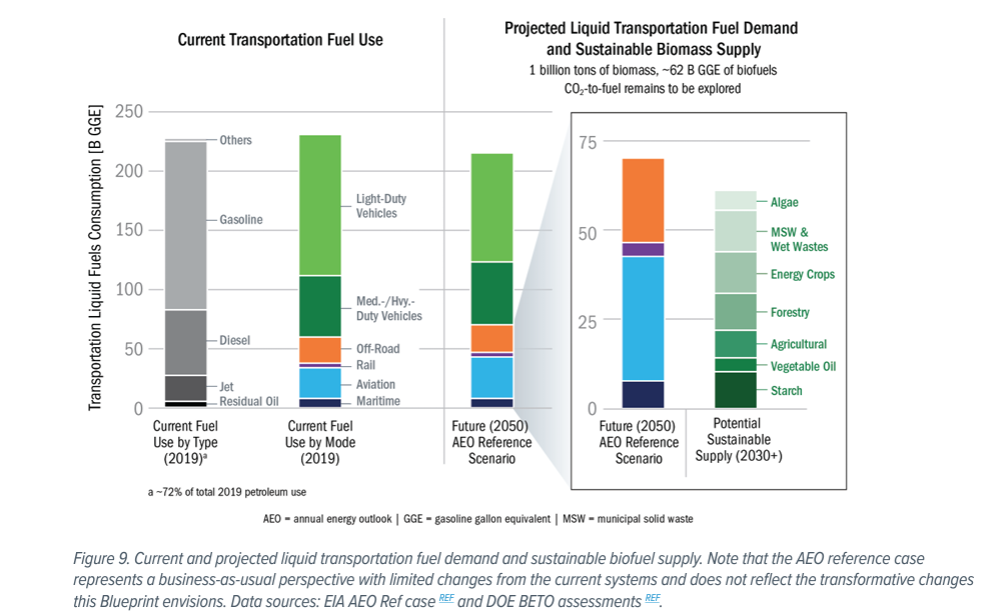 Current Transportation Fuel Use
Projected Liquid Transportation Fuel Demand
and Sustainable Biomass Supply
1 billion tons of biomass, ~62 B GGE of biofuels
CO₂-to-fuel remains to be explored
Transportation Liquid Fuels Consumption [B GGE]
250
200
150
100
50
0
Others
Gasoline
Diesel
Jet
Residual Oil
Light-Duty
Vehicles
Med.-/Hvy.-
Duty Vehicles
Off-Road
Rail
Aviation
Maritime
75
50
25
0
Algae
MSW &
Wet Wastes
Energy Crops
Forestry
Agricultural
Vegetable Oil
Starch
Current Fuel
Use by Type
(2019)ᵃ
Current Fuel
Use by Mode
(2019)
Future (2050)
AEO Reference
Scenario
Future (2050)
AEO Reference
Scenario
Potential
Sustainable
Supply (2030+)
a ~72% of total 2019 petroleum use
AEO = annual energy outlook | GGE = gasoline gallon equivalent | MSW = municipal solid waste
Figure 9. Current and projected liquid transportation fuel demand and sustainable biofuel supply. Note that the AEO reference case
represents a business-as-usual perspective with limited changes from the current systems and does not reflect the transformative changes
this Blueprint envisions. Data sources: EIA AEO Ref case REF and DOE BETO assessments REF.